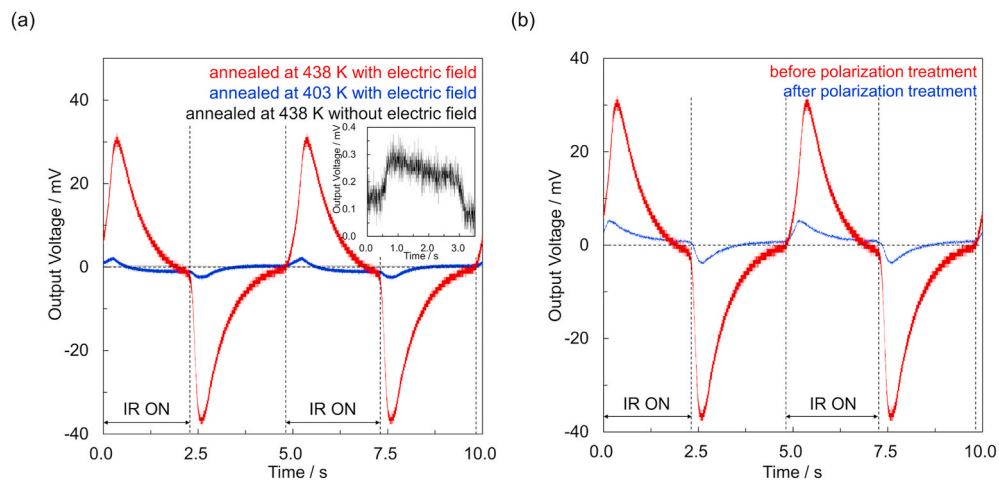 (a)
annealed at 438 K with electric field
annealed at 403 K with electric field
annealed at 438 K without electric field
Output Voltage / mV
40
20
0
-20
-40
0.0 2.5 5.0 7.5 10.0
Time / s
IR ON IR ON
Output Voltage / mV
0.4
0.3
0.2
0.1
0.0
0.0 1.0 2.0 3.0
Time / s
(b)
before polarization treatment
after polarization treatment
Output Voltage / mV
40
20
0
-20
-40
0.0 2.5 5.0 7.5 10.0
Time / s
IR ON IR ON